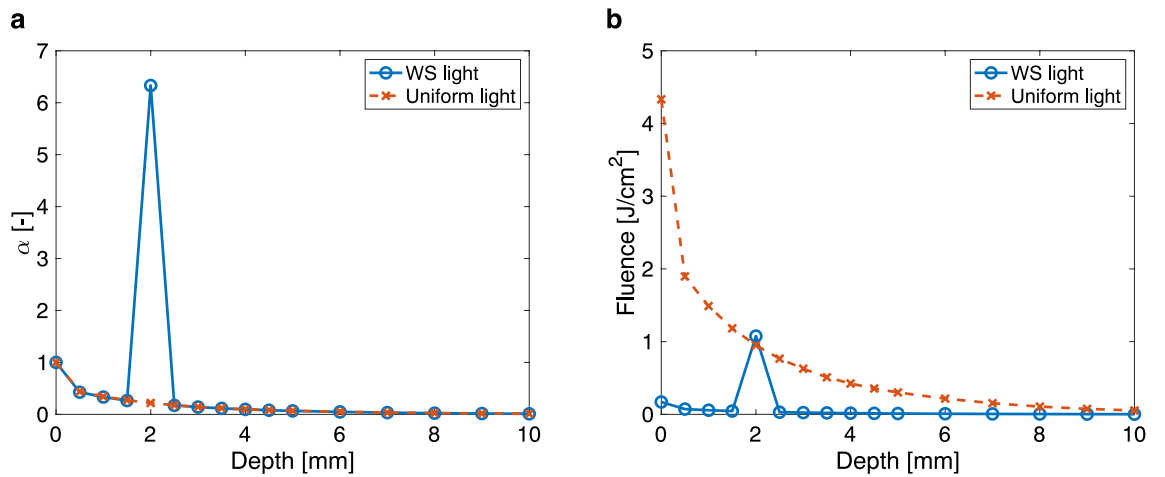 a
7
6
5
4
3
2
1
0
α [-]
0 2 4 6 8 10
Depth [mm]
WS light
Uniform light
b
5
4
3
2
1
0
Fluence [J/cm²]
0 2 4 6 8 10
Depth [mm]
WS light
Uniform light